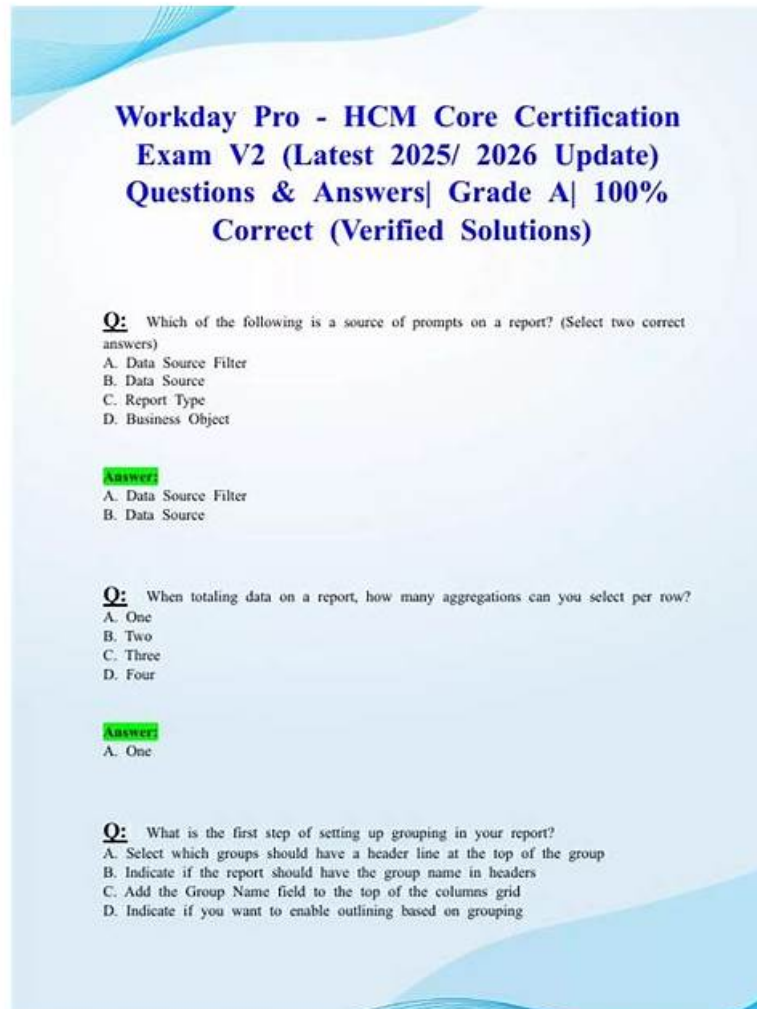 Workday Pro - HCM Core Certification
Exam V2 (Latest 2025/ 2026 Update)
Questions & Answers| Grade A| 100%
Correct (Verified Solutions)
Q: Which of the following is a source of prompts on a report? (Select two correct
answers)
A. Data Source Filter
B. Data Source
C. Report Type
D. Business Object
Answer:
A. Data Source Filter
B. Data Source
Q: When totaling data on a report, how many aggregations can you select per row?
A. One
B. Two
C. Three
D. Four
Answer:
A. One
Q: What is the first step of setting up grouping in your report?
A. Select which groups should have a header line at the top of the group
B. Indicate if the report should have the group name in headers
C. Add the Group Name field to the top of the columns grid
D. Indicate if you want to enable outlining based on grouping